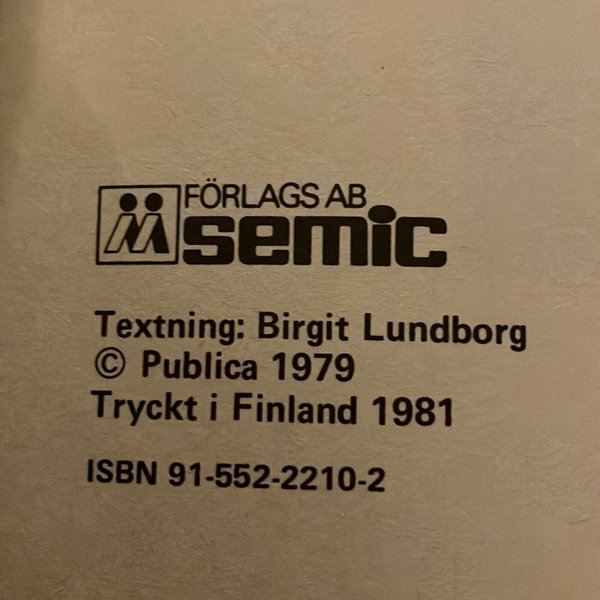 FÖRLAGS AB
semic
Textning: Birgit Lundborg
© Publica 1979
Tryckt i Finland 1981
ISBN 91-552-2210-2